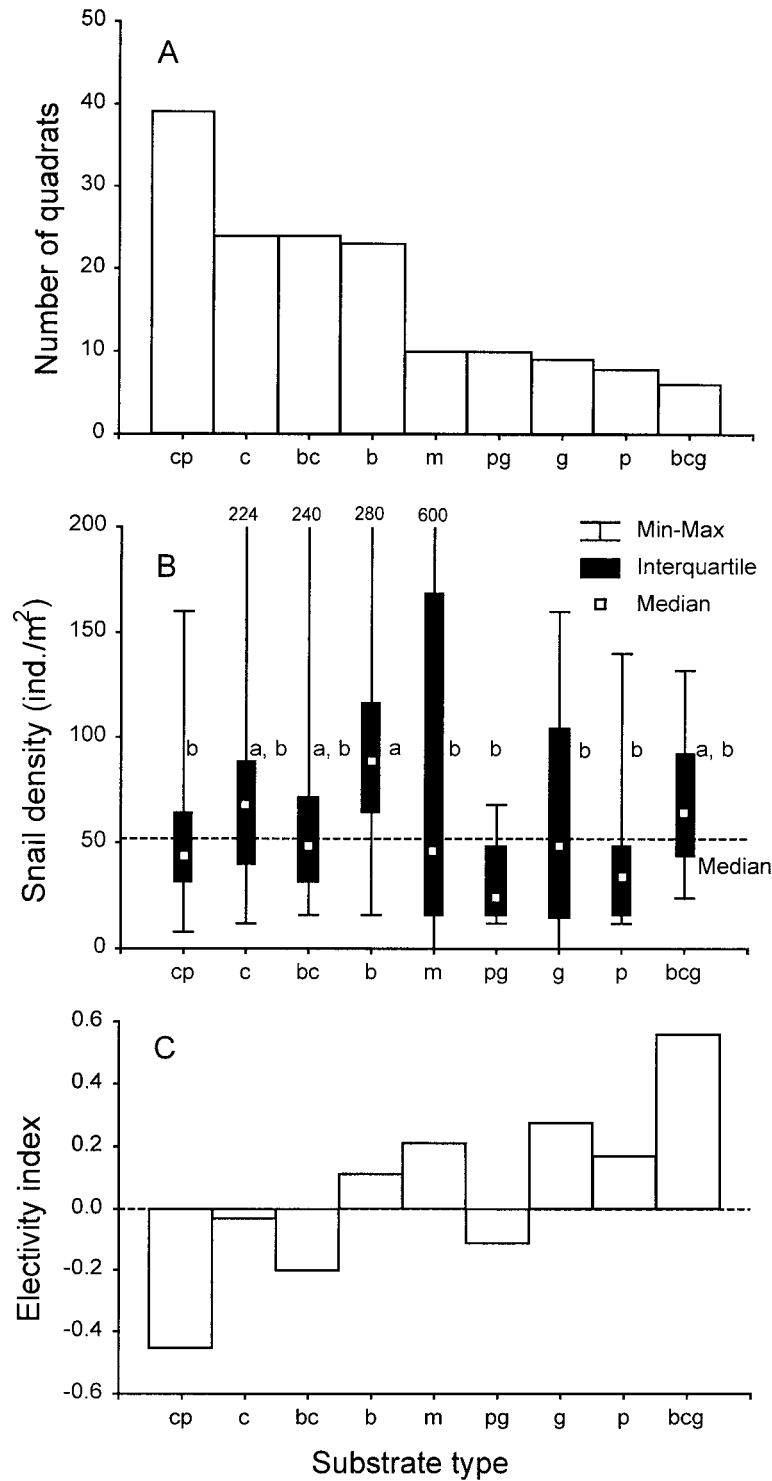 A
Number of quadrats
50
40
30
20
10
0
cp c bc b m pg g p bcg
B
Snail density (ind./m²)
200
150
100
50
0
224 240 280 600
Min-Max
Interquartile
Median
b a, b a, b a b b b b a, b
Median
cp c bc b m pg g p bcg
C
Electivity index
0.6
0.4
0.2
0.0
-0.2
-0.4
-0.6
cp c bc b m pg g p bcg
Substrate type